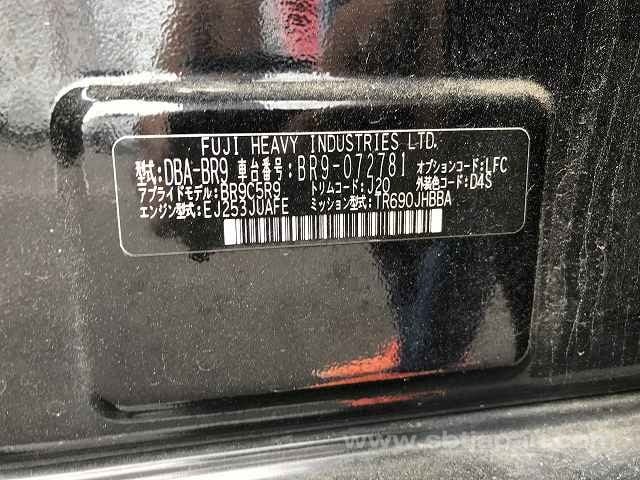 FUJI HEAVY INDUSTRIES LTD.
型式:DBA-BR9 車台番号:BR9-072781 オプションコード:LFC
アプライドモデル:BR9C5R9 トリムコード:J20 外装色コード:D4S
エンジン型式:EJ253JUAFE ミッション型式:TR690JHBBA
www.sbtjapan.com